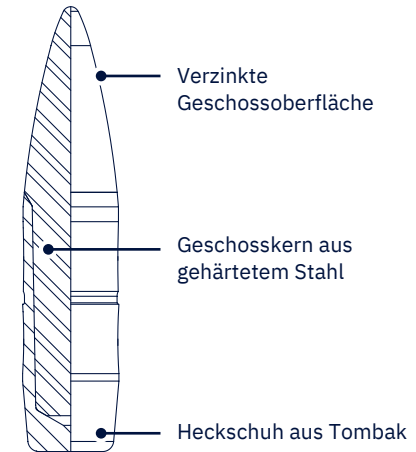 Verzinkte
Geschossoberfläche
Geschosskern aus
gehärtetem Stahl
Heckschuh aus Tombak